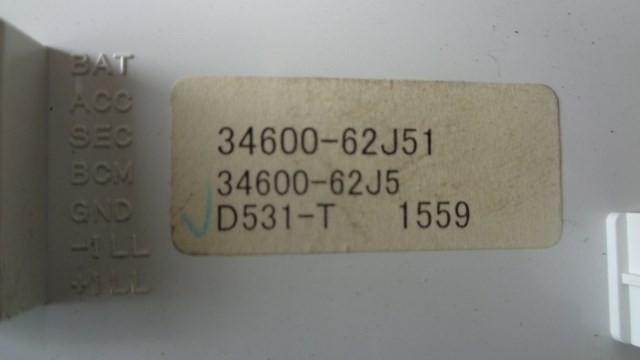 BAT
ACC
SEC
BCM
GND
-ILL
+ILL
34600-62J51
34600-62J5
D531-T 1559